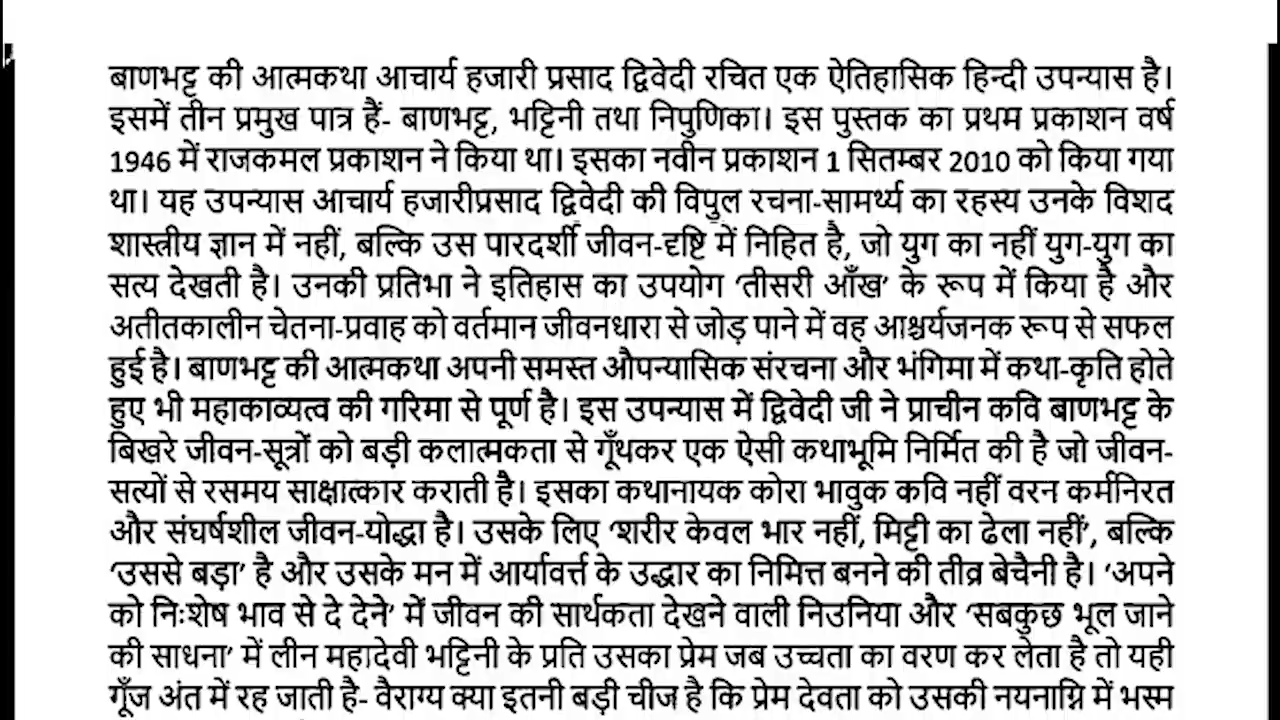 बाणभट्ट की आत्मकथा आचार्य हजारी प्रसाद द्विवेदी रचित एक ऐतिहासिक हिन्दी उपन्यास है।
इसमें तीन प्रमुख पात्र हैं- बाणभट्ट, भट्टिनी तथा निपुणिका। इस पुस्तक का प्रथम प्रकाशन वर्ष
1946 में राजकमल प्रकाशन ने किया था। इसका नवीन प्रकाशन 1 सितम्बर 2010 को किया गया
था। यह उपन्यास आचार्य हजारीप्रसाद द्विवेदी की विपुल रचना-सामर्थ्य का रहस्य उनके विशद
शास्त्रीय ज्ञान में नहीं, बल्कि उस पारदर्शी जीवन-दृष्टि में निहित है, जो युग का नहीं युग-युग का
सत्य देखती है। उनकी प्रतिभा ने इतिहास का उपयोग ‘तीसरी आँख’ के रूप में किया है और
अतीतकालीन चेतना-प्रवाह को वर्तमान जीवनधारा से जोड़ पाने में वह आश्चर्यजनक रूप से सफल
हुई है। बाणभट्ट की आत्मकथा अपनी समस्त औपन्यासिक संरचना और भंगिमा में कथा-कृति होते
हुए भी महाकाव्यत्व की गरिमा से पूर्ण है। इस उपन्यास में द्विवेदी जी ने प्राचीन कवि बाणभट्ट के
बिखरे जीवन-सूत्रों को बड़ी कलात्मकता से गूँथकर एक ऐसी कथाभूमि निर्मित की है जो जीवन-
सत्यों से रसमय साक्षात्कार कराती है। इसका कथानायक कोरा भावुक कवि नहीं वरन कर्मनिरत
और संघर्षशील जीवन-योद्धा है। उसके लिए ‘शरीर केवल भार नहीं, मिट्टी का ढेला नहीं’, बल्कि
‘उससे बड़ा’ है और उसके मन में आर्यावर्त्त के उद्धार का निमित्त बनने की तीव्र बेचैनी है। ‘अपने
को निःशेष भाव से दे देने’ में जीवन की सार्थकता देखने वाली निउनिया और ‘सबकुछ भूल जाने
की साधना’ में लीन महादेवी भट्टिनी के प्रति उसका प्रेम जब उच्चता का वरण कर लेता है तो यही
गूँज अंत में रह जाती है- वैराग्य क्या इतनी बड़ी चीज है कि प्रेम देवता को उसकी नयनाग्नि में भस्म